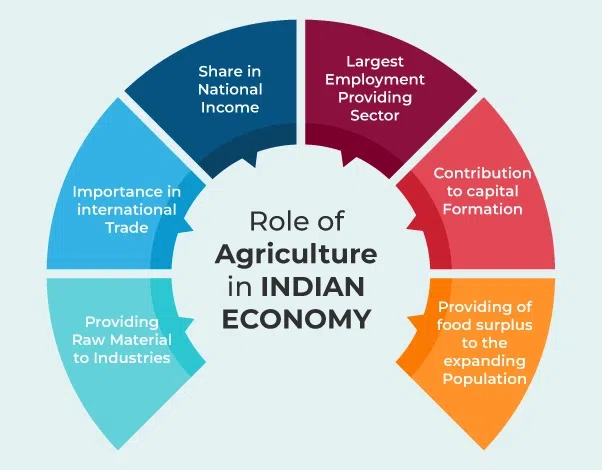 Share in
National
Income
Largest
Employment
Providing
Sector
Importance in
international
Trade
Contribution
to capital
Formation
Role of
Agriculture
in INDIAN
ECONOMY
Providing
Raw Material
to Industries
Providing of
food surplus
to the
expanding
Population